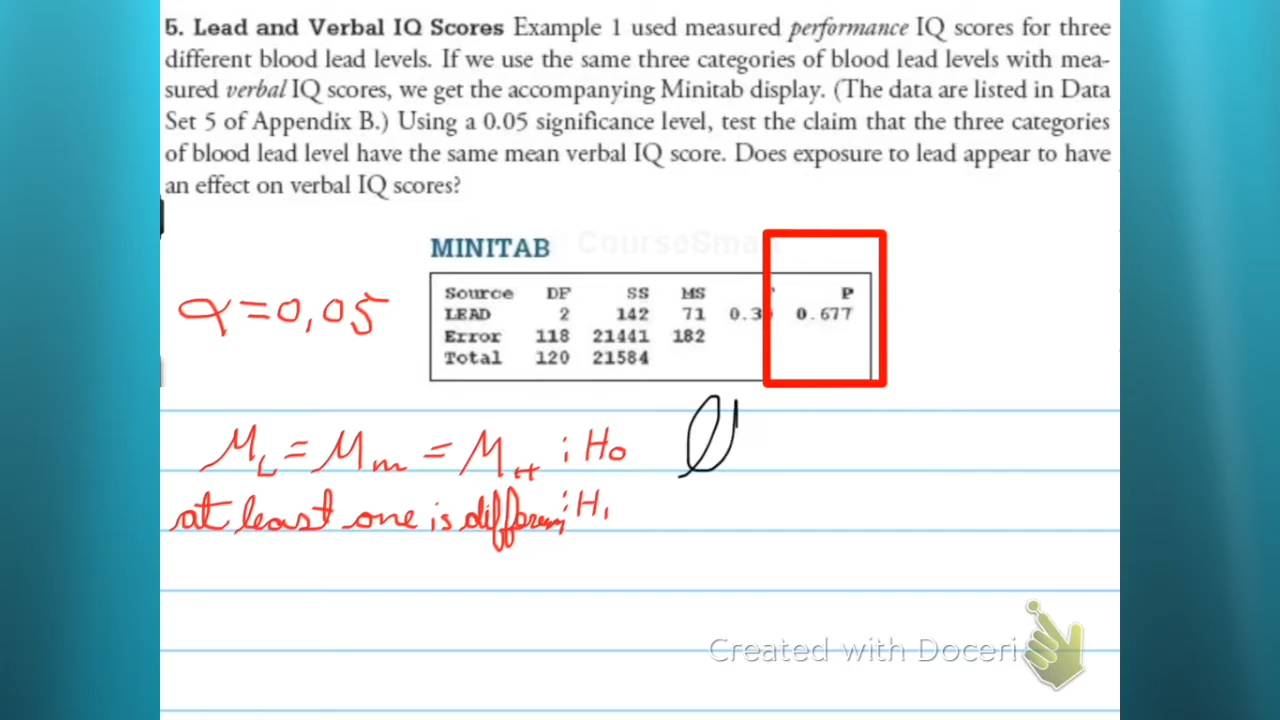 5. Lead and Verbal IQ Scores Example 1 used measured performance IQ scores for three
different blood lead levels. If we use the same three categories of blood lead levels with mea-
sured verbal IQ scores, we get the accompanying Minitab display. (The data are listed in Data
Set 5 of Appendix B.) Using a 0.05 significance level, test the claim that the three categories
of blood lead level have the same mean verbal IQ score. Does exposure to lead appear to have
an effect on verbal IQ scores?
CourseSmart
MINITAB
Source DF SS MS P
LEAD 2 142 71 0.3 0.677
Error 118 21441 182
Total 120 21584
α=0,05
μL = μm = μH : H0
at least one is different : H1
Created with Doceri